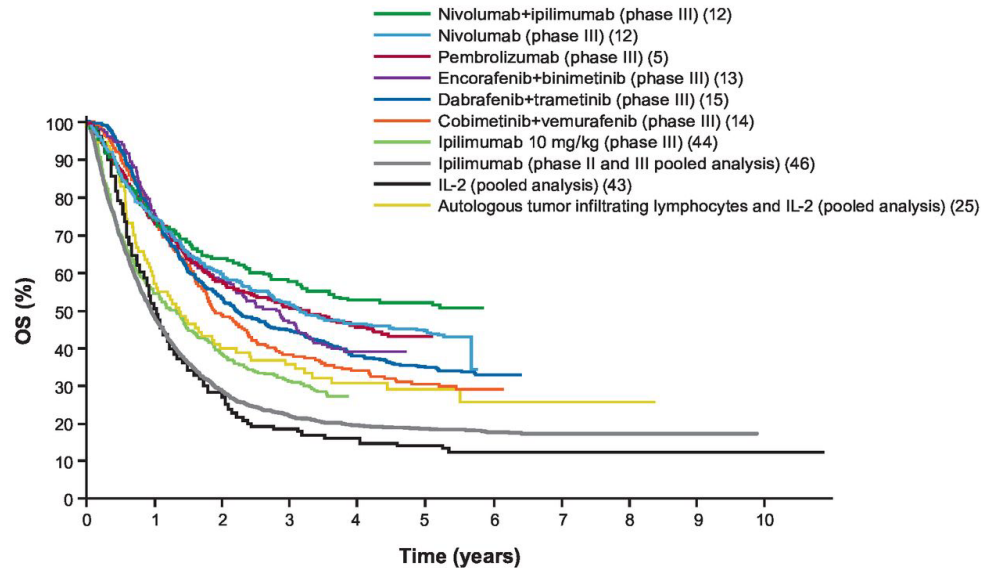 Nivolumab+ipilimumab (phase III) (12)
Nivolumab (phase III) (12)
Pembrolizumab (phase III) (5)
Encorafenib+binimetinib (phase III) (13)
Dabrafenib+trametinib (phase III) (15)
Cobimetinib+vemurafenib (phase III) (14)
Ipilimumab 10 mg/kg (phase III) (44)
Ipilimumab (phase II and III pooled analysis) (46)
IL-2 (pooled analysis) (43)
Autologous tumor infiltrating lymphocytes and IL-2 (pooled analysis) (25)
OS (%)
100
90
80
70
60
50
40
30
20
10
0
0 1 2 3 4 5 6 7 8 9 10
Time (years)